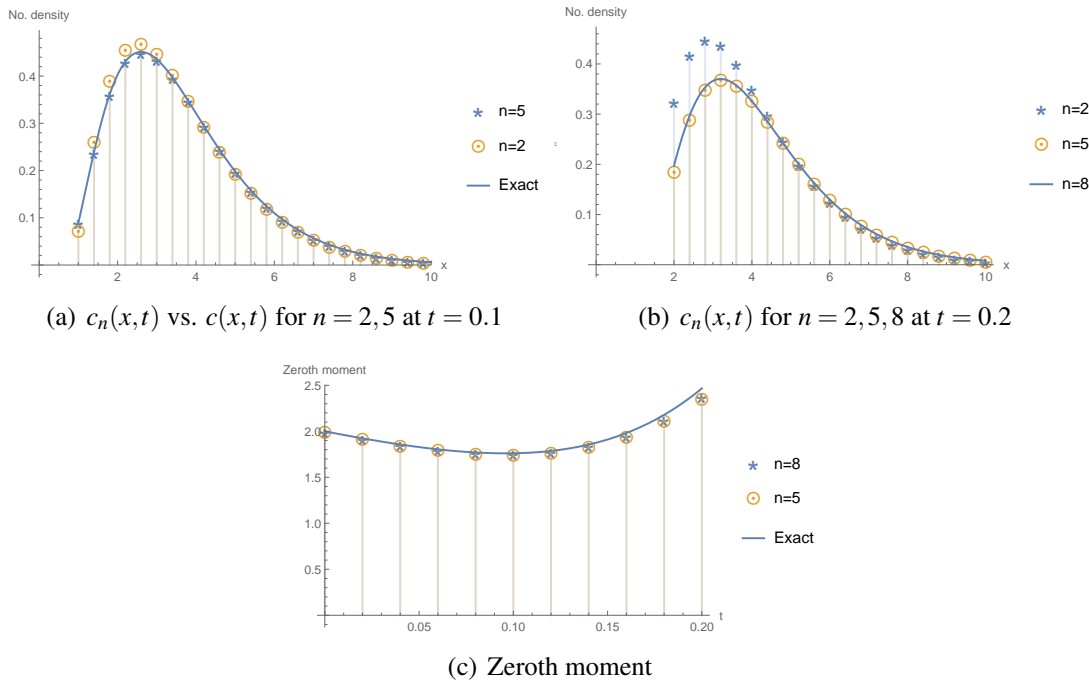 No. density
0.4
0.3
0.2
0.1
2 4 6 8 10
x
n=5
n=2
Exact
(a) c_n(x,t) vs. c(x,t) for n = 2,5 at t = 0.1
No. density
0.4
0.3
0.2
0.1
2 4 6 8 10
x
n=2
n=5
n=8
(b) c_n(x,t) for n = 2,5,8 at t = 0.2
Zeroth moment
2.5
2.0
1.5
1.0
0.5
0.05 0.10 0.15 0.20
t
n=8
n=5
Exact
(c) Zeroth moment